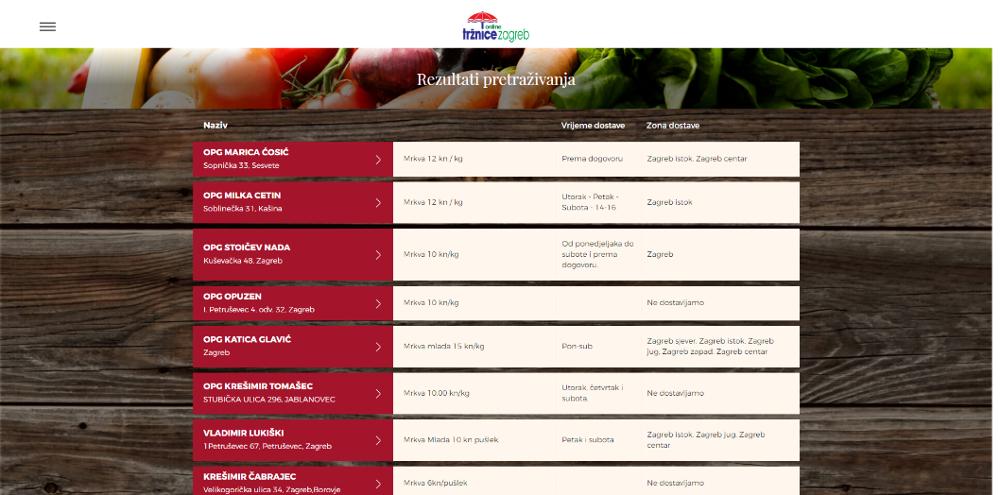 online
tržnice zagreb
Rezultati pretraživanja
Naziv Vrijeme dostave Zona dostave
OPG MARICA ĆOSIĆ
Sopnička 33, Sesvete
Mrkva 12 kn / kg
Prema dogovoru
Zagreb istok, Zagreb centar
OPG MILKA CETIN
Soblinečka 31, Kašina
Mrkva 12 kn / kg
Utorak - Petak -
Subota - 14-16
Zagreb istok
OPG STOIČEV NADA
Kuševačka 48, Zagreb
Mrkva 10 kn/kg
Od ponedjeljaka do
subote i prema
dogovoru.
Zagreb
OPG OPUZEN
I. Petruševec 4. odv. 32, Zagreb
Mrkva 10 kn/kg
Ne dostavljamo
OPG KATICA GLAVIĆ
Zagreb
Mrkva mlada 15 kn/kg
Pon-sub
Zagreb sjever, Zagreb istok, Zagreb
jug, Zagreb zapad, Zagreb centar
OPG KREŠIMIR TOMAŠEC
STUBIČKA ULICA 296, JABLANOVEC
Mrkva 10,00 kn/kg
Utorak, četvrtak i
subota.
Ne dostavljamo
VLADIMIR LUKIŠKI
1Petruševec 67, Petruševec, Zagreb
Mrkva Mlada 10 kn pušlek
Petak i subota
Zagreb istok, Zagreb jug, Zagreb
centar
KREŠIMIR ČABRAJEC
Velikogorička ulica 34, Zagreb,Borovje
Mrkva 6kn/pušlek
Ne dostavljamo